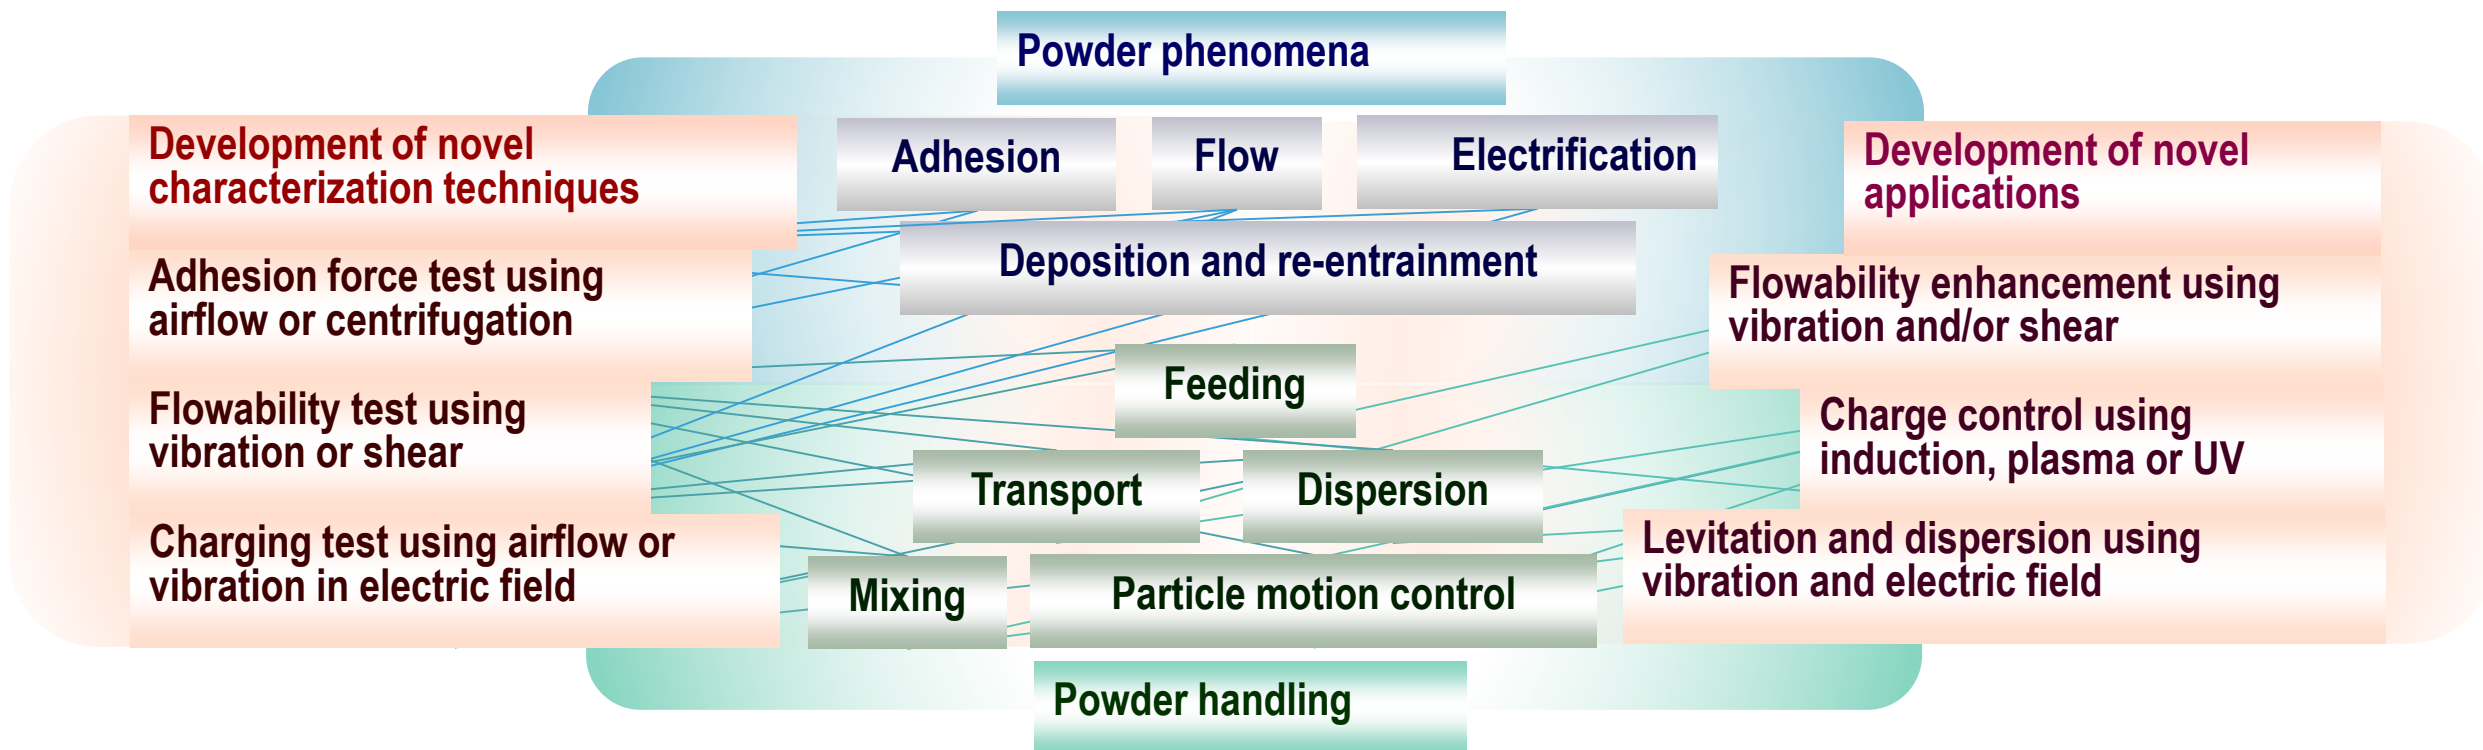 Powder phenomena
Development of novel
characterization techniques
Adhesion force test using
airflow or centrifugation
Flowability test using
vibration or shear
Charging test using airflow or
vibration in electric field
Adhesion
Flow
Electrification
Deposition and re-entrainment
Feeding
Transport
Dispersion
Mixing
Particle motion control
Powder handling
Development of novel
applications
Flowability enhancement using
vibration and/or shear
Charge control using
induction, plasma or UV
Levitation and dispersion using
vibration and electric field